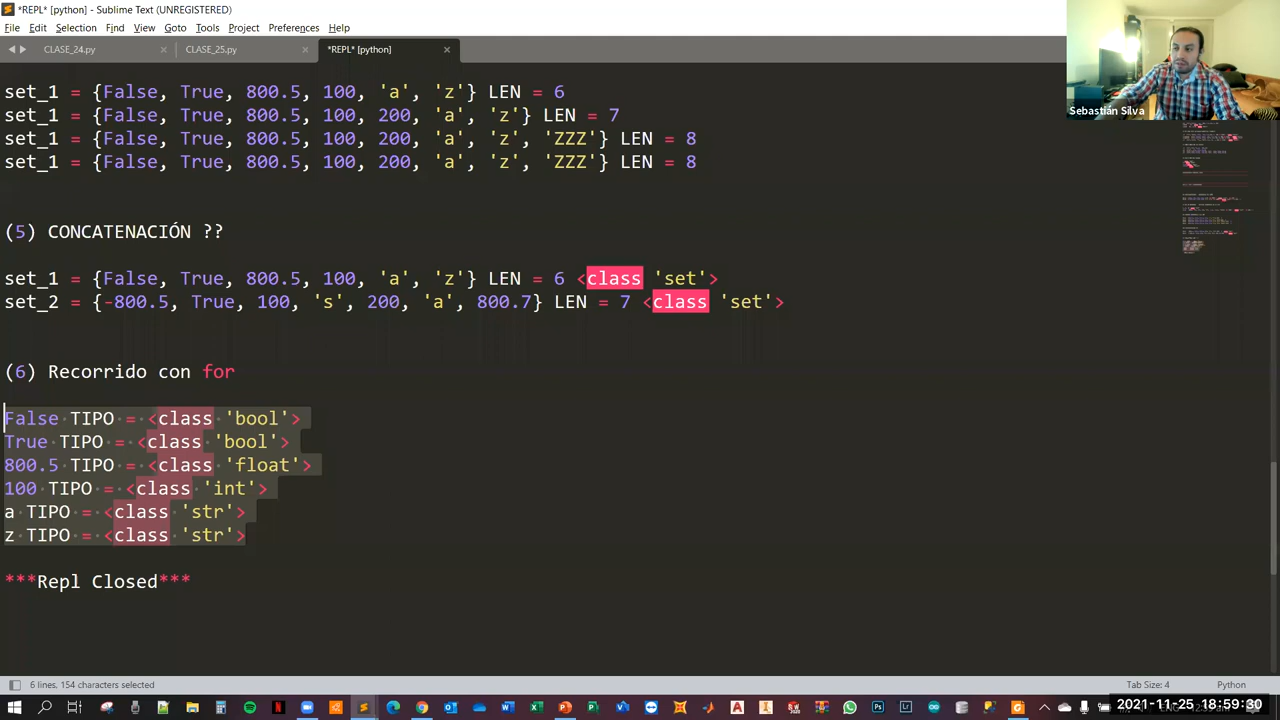 *REPL* [python] - Sublime Text (UNREGISTERED)
File Edit Selection Find View Goto Tools Project Preferences Help
CLASE_24.py × CLASE_25.py × *REPL* [python] ×
set_1 = {False, True, 800.5, 100, 'a', 'z'} LEN = 6
set_1 = {False, True, 800.5, 100, 200, 'a', 'z'} LEN = 7
set_1 = {False, True, 800.5, 100, 200, 'a', 'z', 'ZZZ'} LEN = 8
set_1 = {False, True, 800.5, 100, 200, 'a', 'z', 'ZZZ'} LEN = 8
(5) CONCATENACIÓN ??
set_1 = {False, True, 800.5, 100, 'a', 'z'} LEN = 6 <class 'set'>
set_2 = {-800.5, True, 100, 's', 200, 'a', 800.7} LEN = 7 <class 'set'>
(6) Recorrido con for
False TIPO = <class 'bool'>
True TIPO = <class 'bool'>
800.5 TIPO = <class 'float'>
100 TIPO = <class 'int'>
a TIPO = <class 'str'>
z TIPO = <class 'str'>
***Repl Closed***
Sebastián Silva
6 lines, 154 characters selected Tab Size: 4 Python
2021-11-25 18:59:30